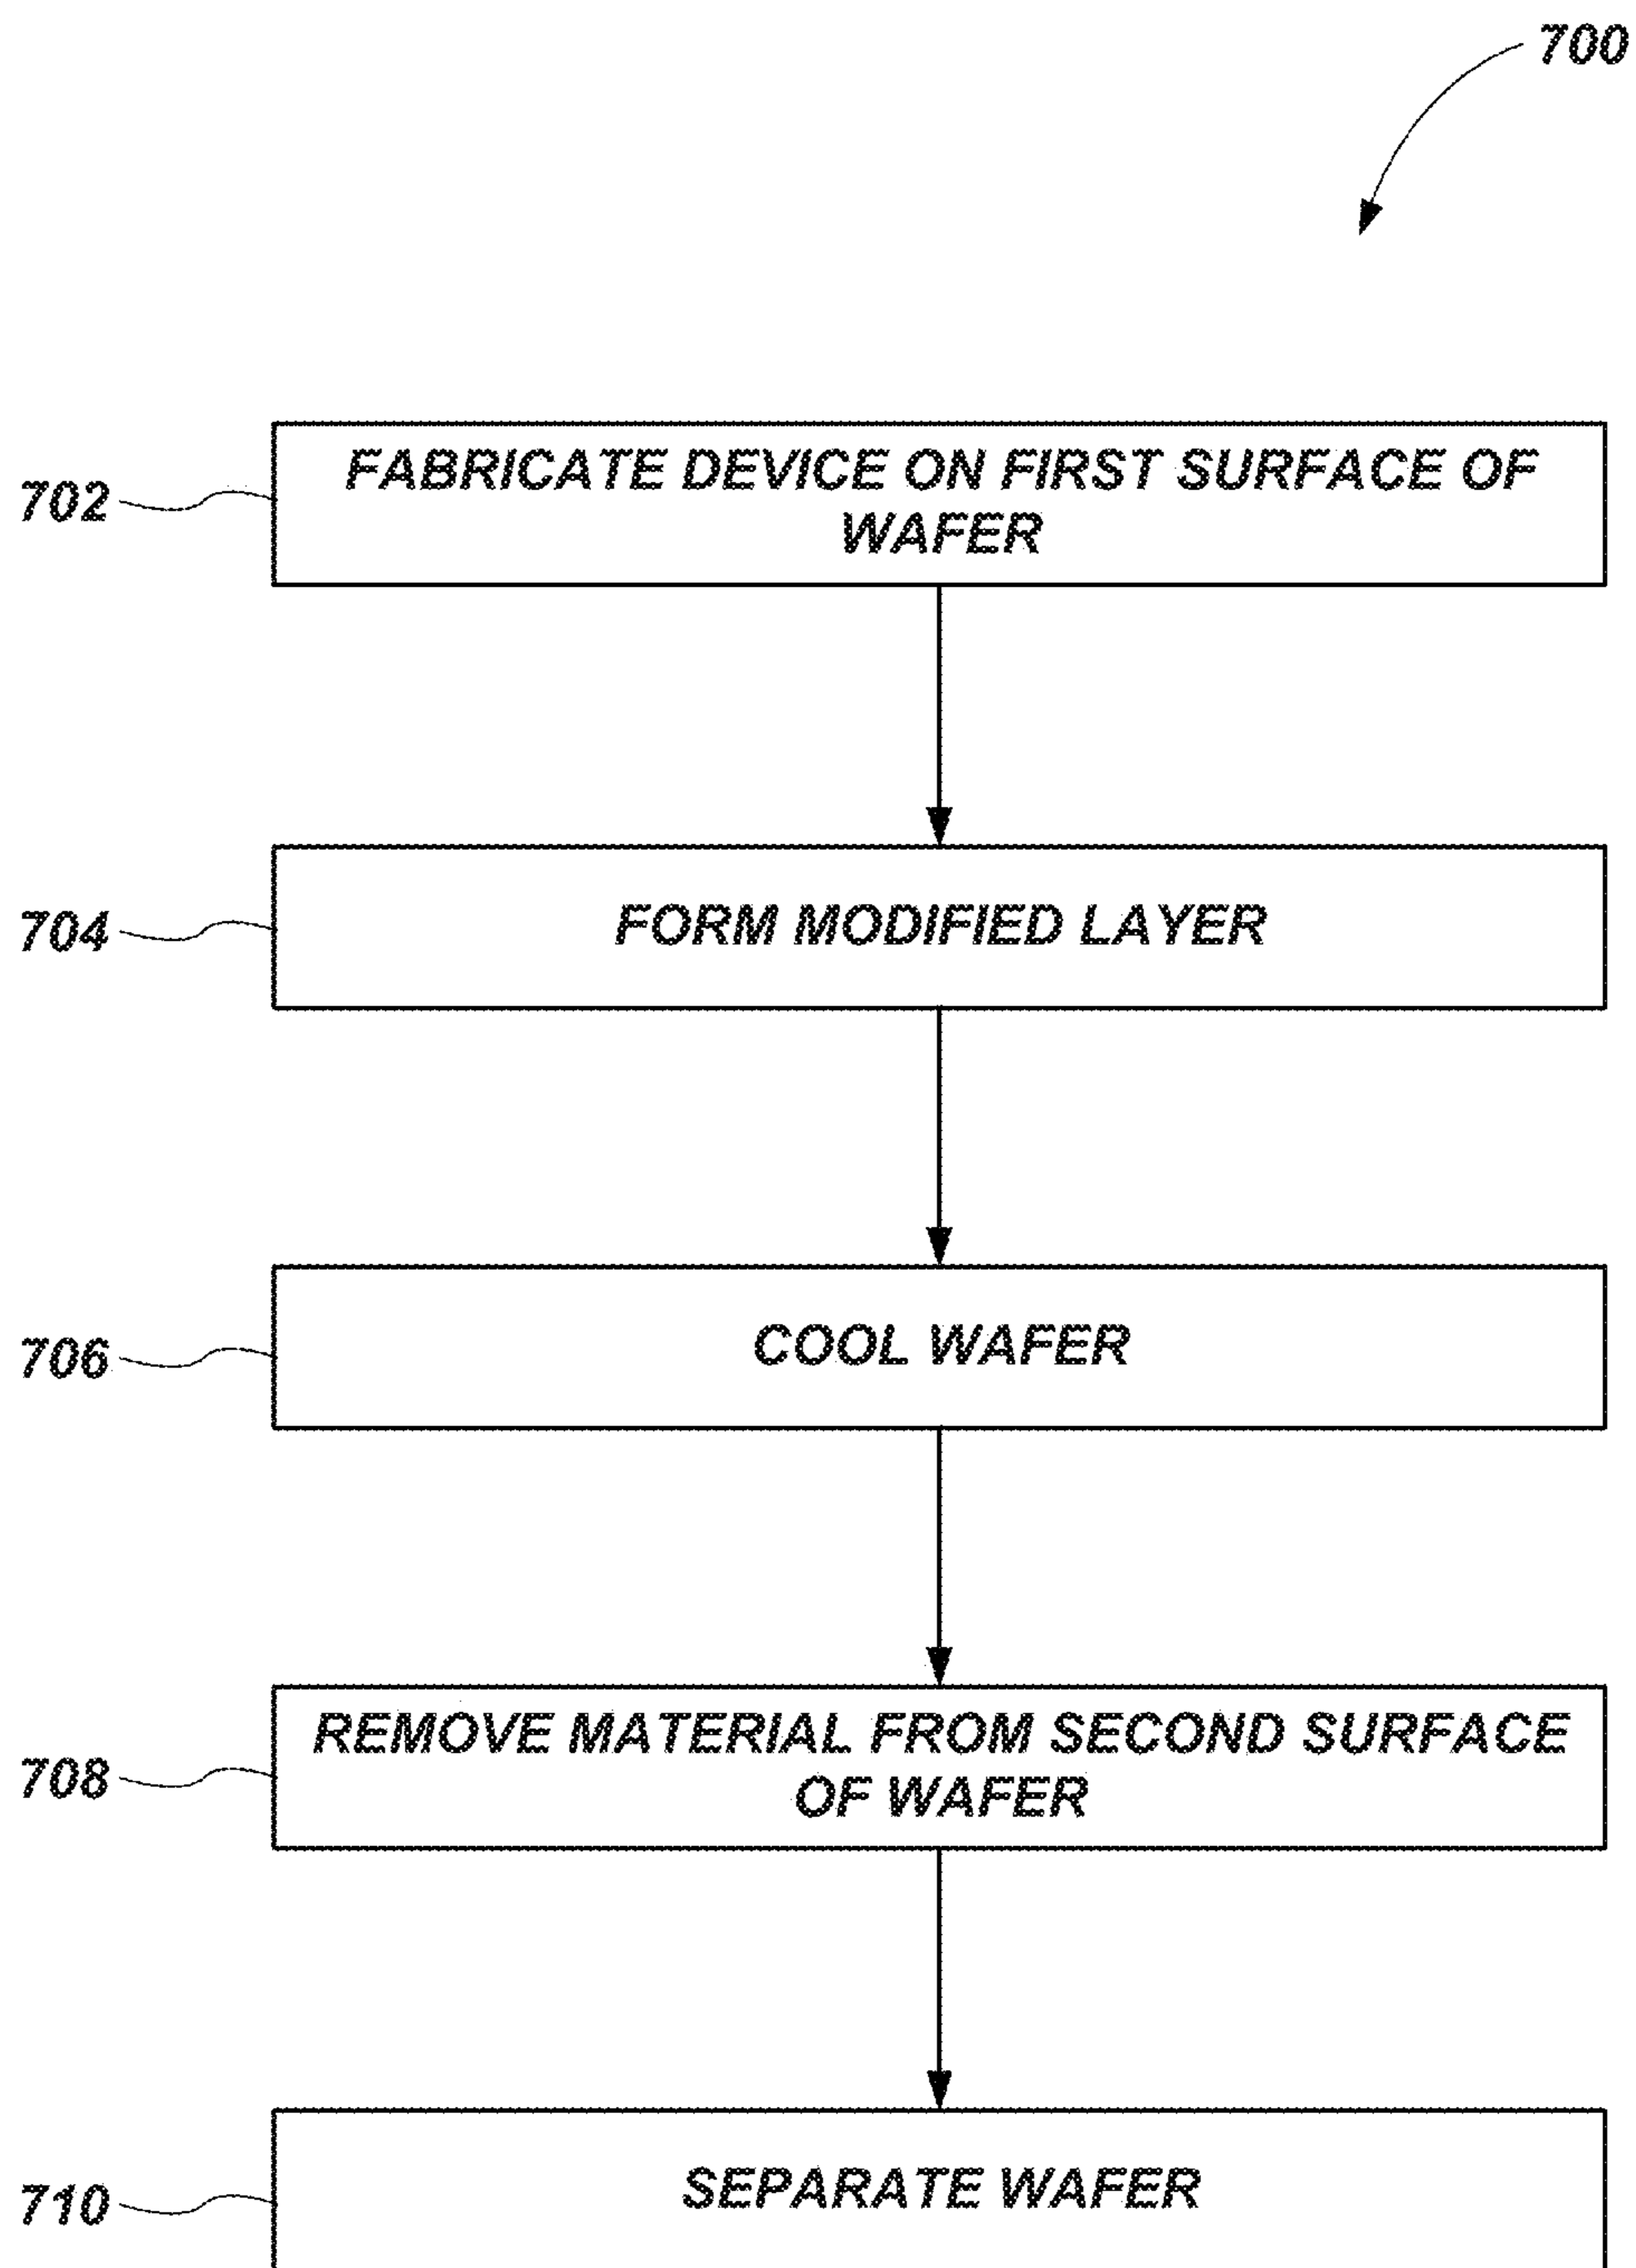 700
702
FABRICATE DEVICE ON FIRST SURFACE OF
WAFER
704
FORM MODIFIED LAYER
706
COOL WAFER
708
REMOVE MATERIAL FROM SECOND SURFACE
OF WAFER
710
SEPARATE WAFER